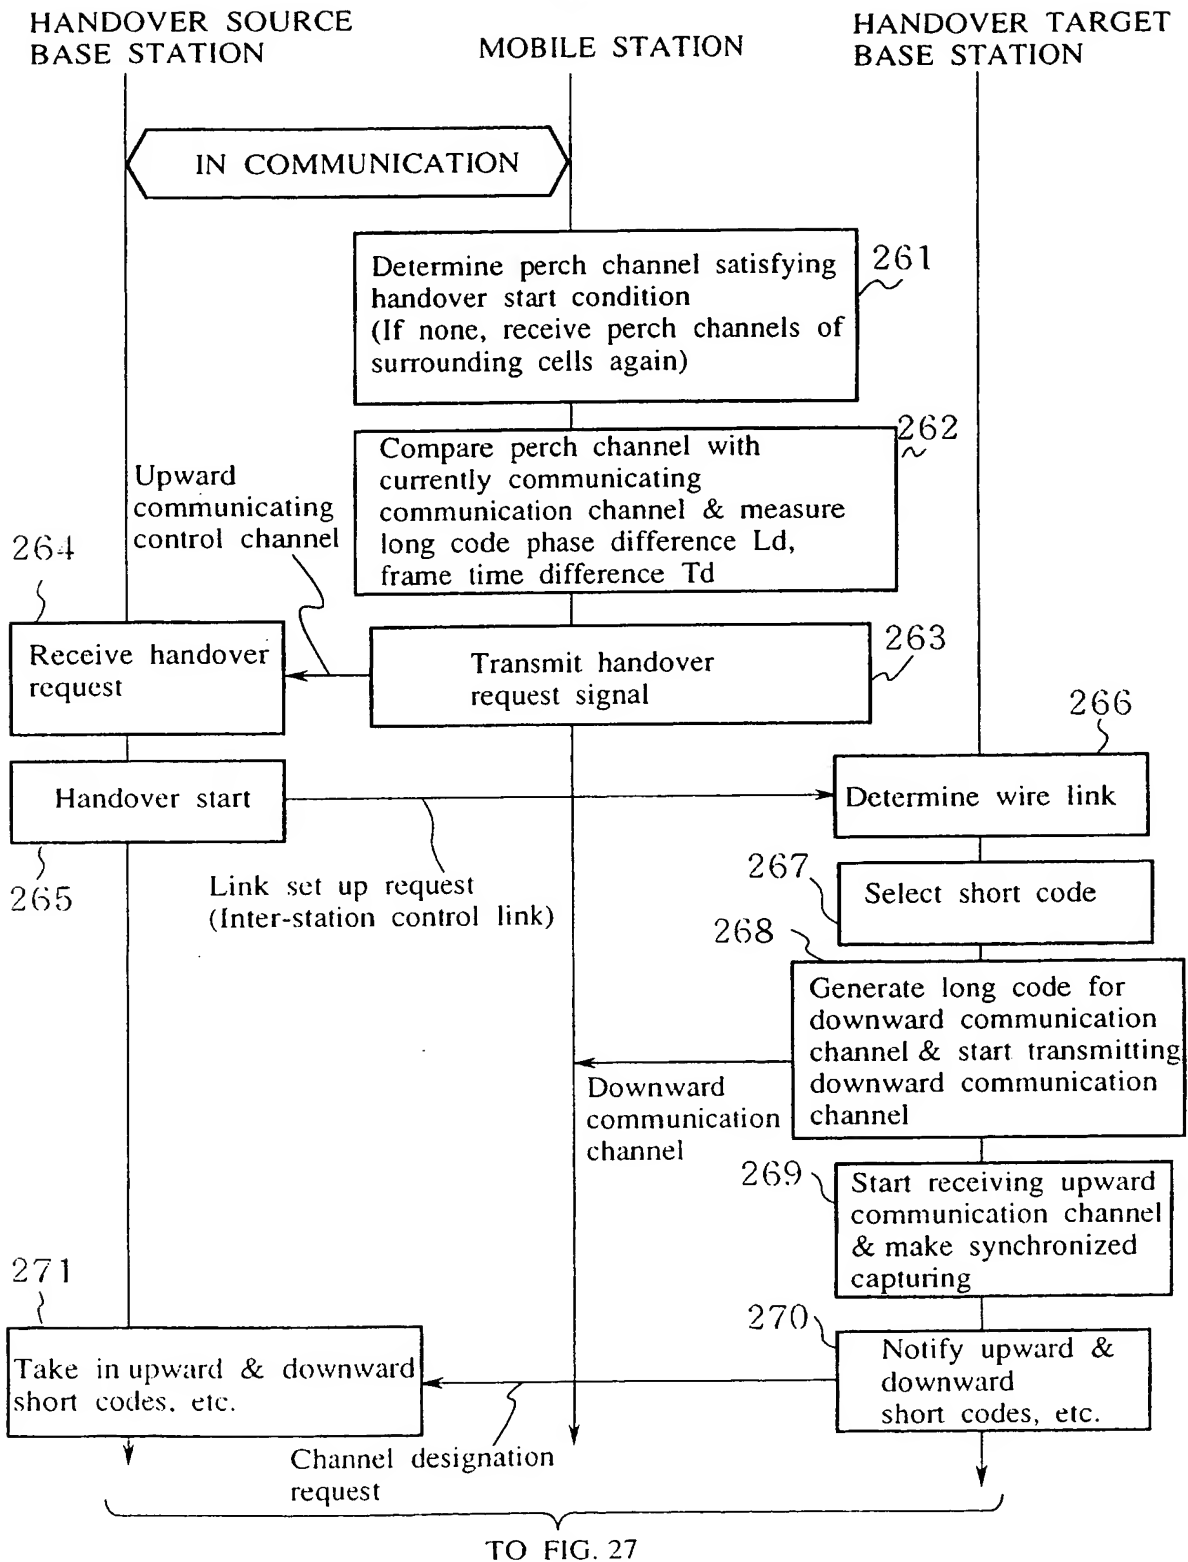 HANDOVER SOURCE
BASE STATION
MOBILE STATION
HANDOVER TARGET
BASE STATION
IN COMMUNICATION
261
Determine perch channel satisfying
handover start condition
(If none, receive perch channels of
surrounding cells again)
262
Compare perch channel with
currently communicating
communication channel & measure
long code phase difference Ld,
frame time difference Td
Upward
communicating
control channel
264
Receive handover
request
263
Transmit handover
request signal
266
Handover start
Determine wire link
265
Link set up request
(Inter-station control link)
267
Select short code
268
Generate long code for
downward communication
channel & start transmitting
downward communication
channel
Downward
communication
channel
269
Start receiving upward
communication channel
& make synchronized
capturing
271
Take in upward & downward
short codes, etc.
270
Notify upward &
downward
short codes, etc.
Channel designation
request
TO FIG. 27